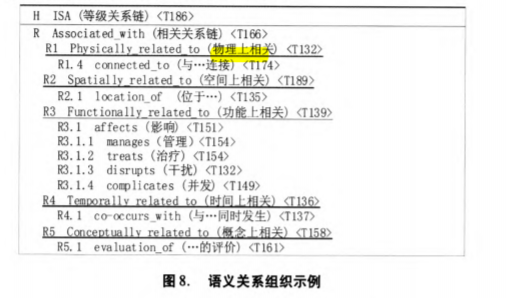 H ISA (等级关系链) <T186>
R Associated_with (相关关系链) <T166>
R1 Physically_related_to (物理上相关) <T132>
R1.4 connected_to (与…连接) <T174>
R2 Spatially_related_to (空间上相关) <T189>
R2.1 location_of (位于…) <T135>
R3 Functionally_related_to (功能上相关) <T139>
R3.1 affects (影响) <T151>
R3.1.1 manages (管理) <T154>
R3.1.2 treats (治疗) <T154>
R3.1.3 disrupts (干扰) <T132>
R3.1.4 complicates (并发) <T149>
R4 Temporally_related_to (时间上相关) <T136>
R4.1 co-occurs_with (与…同时发生) <T137>
R5 Conceptually_related_to (概念上相关) <T158>
R5.1 evaluation_of (…的评价) <T161>
图8. 语义关系组织示例